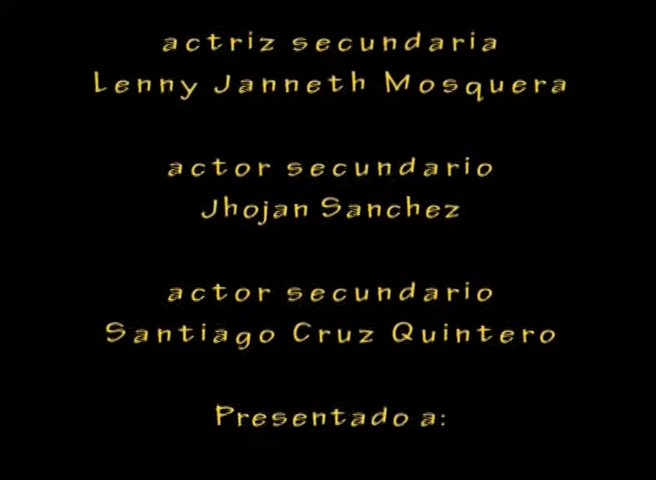 actriz secundaria
Lenny Janneth Mosquera
actor secundario
Jhojan Sanchez
actor secundario
Santiago Cruz Quintero
Presentado a: